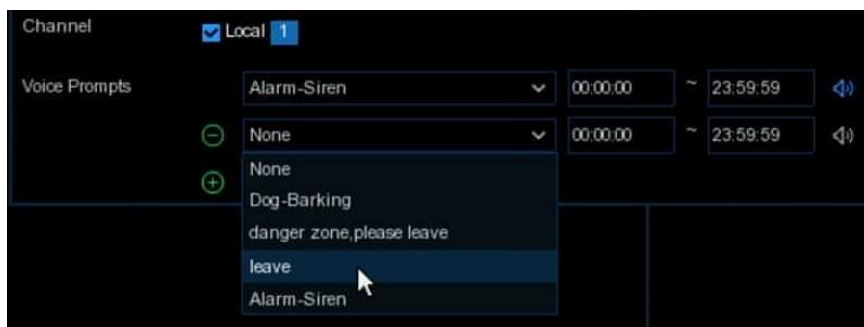 Channel Local 1
Voice Prompts Alarm-Siren 00:00:00 ~ 23:59:59
None 00:00:00 ~ 23:59:59
None
Dog-Barking
danger zone,please leave
leave
Alarm-Siren